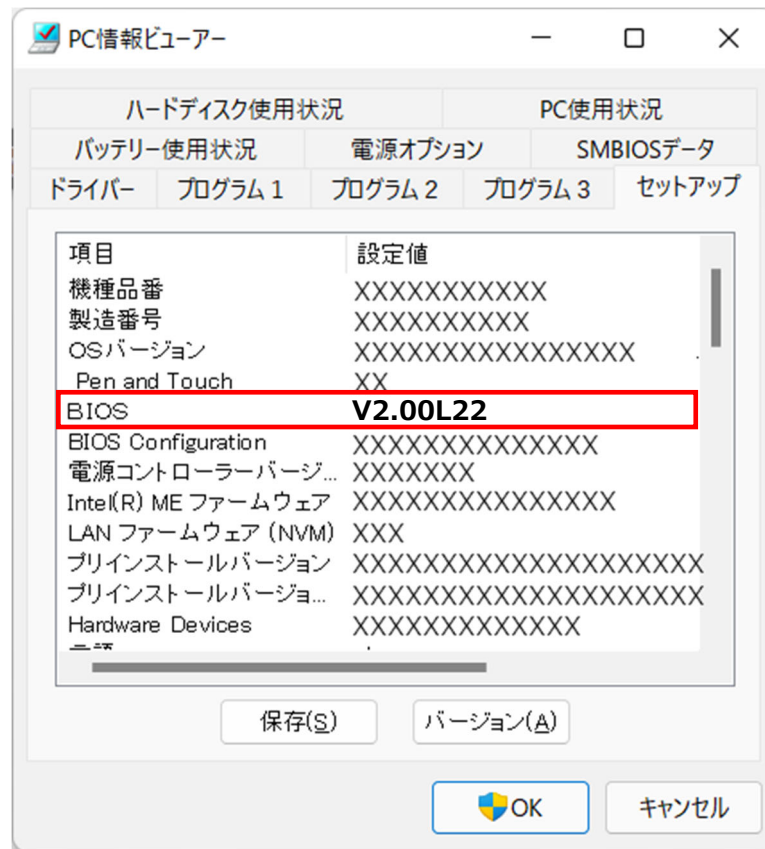 PC情報ビューアー
ハードディスク使用状況 PC使用状況
バッテリー使用状況 電源オプション SMBIOSデータ
ドライバー プログラム 1 プログラム 2 プログラム 3 セットアップ
項目 設定値
機種品番 XXXXXXXXXXX
製造番号 XXXXXXXXXX
OSバージョン XXXXXXXXXXXXXXXX .
Pen and Touch XX
BIOS V2.00L22
BIOS Configuration XXXXXXXXXXXXXX
電源コントローラーバージ... XXXXXXX
Intel(R) ME ファームウェア XXXXXXXXXXXXXXX
LAN ファームウェア (NVM) XXX
プリインストールバージョン XXXXXXXXXXXXXXXXXXXX
プリインストールバージョ... XXXXXXXXXXXXXXXXXXXX
Hardware Devices XXXXXXXXXXXXX
保存(S) バージョン(A)
OK キャンセル